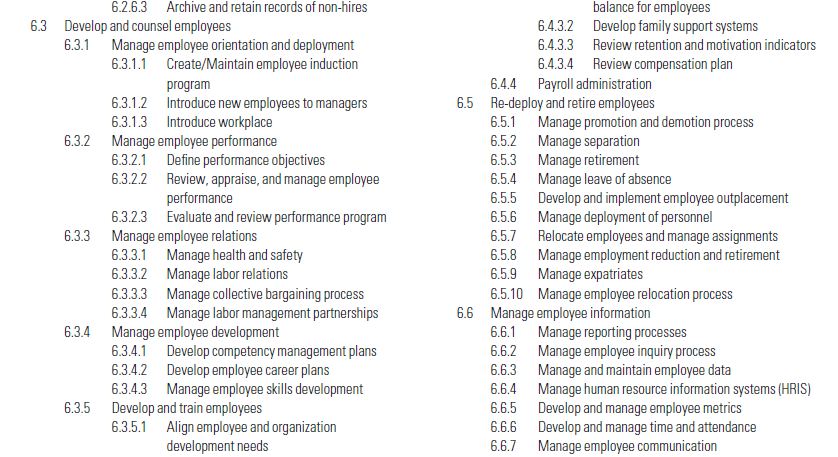 6.2.6.3 Archive and retain records of non-hires
6.3 Develop and counsel employees
6.3.1 Manage employee orientation and deployment
6.3.1.1 Create/Maintain employee induction
program
6.3.1.2 Introduce new employees to managers
6.3.1.3 Introduce workplace
6.3.2 Manage employee performance
6.3.2.1 Define performance objectives
6.3.2.2 Review, appraise, and manage employee
performance
6.3.2.3 Evaluate and review performance program
6.3.3 Manage employee relations
6.3.3.1 Manage health and safety
6.3.3.2 Manage labor relations
6.3.3.3 Manage collective bargaining process
6.3.3.4 Manage labor management partnerships
6.3.4 Manage employee development
6.3.4.1 Develop competency management plans
6.3.4.2 Develop employee career plans
6.3.4.3 Manage employee skills development
6.3.5 Develop and train employees
6.3.5.1 Align employee and organization
development needs
balance for employees
6.4.3.2 Develop family support systems
6.4.3.3 Review retention and motivation indicators
6.4.3.4 Review compensation plan
6.4.4 Payroll administration
6.5 Re-deploy and retire employees
6.5.1 Manage promotion and demotion process
6.5.2 Manage separation
6.5.3 Manage retirement
6.5.4 Manage leave of absence
6.5.5 Develop and implement employee outplacement
6.5.6 Manage deployment of personnel
6.5.7 Relocate employees and manage assignments
6.5.8 Manage employment reduction and retirement
6.5.9 Manage expatriates
6.5.10 Manage employee relocation process
6.6 Manage employee information
6.6.1 Manage reporting processes
6.6.2 Manage employee inquiry process
6.6.3 Manage and maintain employee data
6.6.4 Manage human resource information systems (HRIS)
6.6.5 Develop and manage employee metrics
6.6.6 Develop and manage time and attendance
6.6.7 Manage employee communication